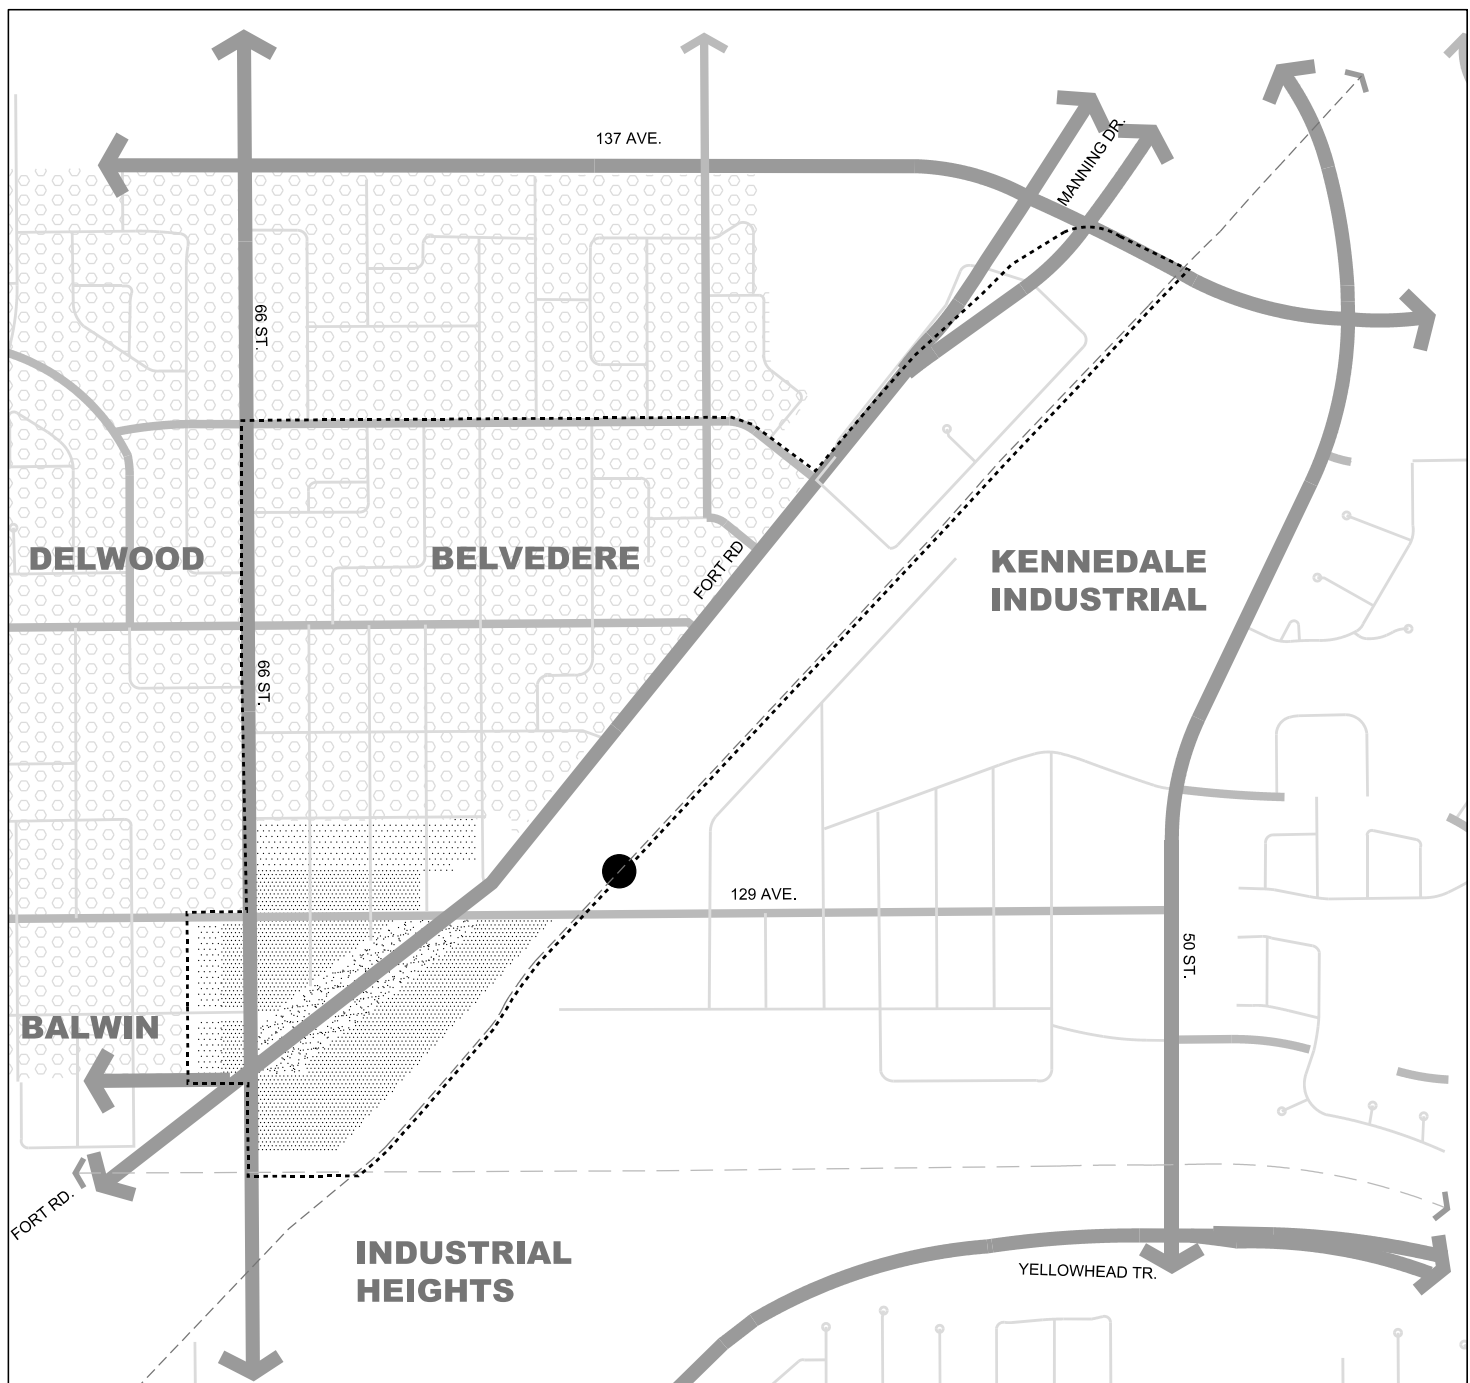 137 AVE.
MANNING DR.
66 ST.
DELWOOD
BELVEDERE
FORT RD
KENNEDALE
INDUSTRIAL
66 ST.
129 AVE.
50 ST.
BALWIN
FORT RD.
INDUSTRIAL
HEIGHTS
YELLOWHEAD TR.